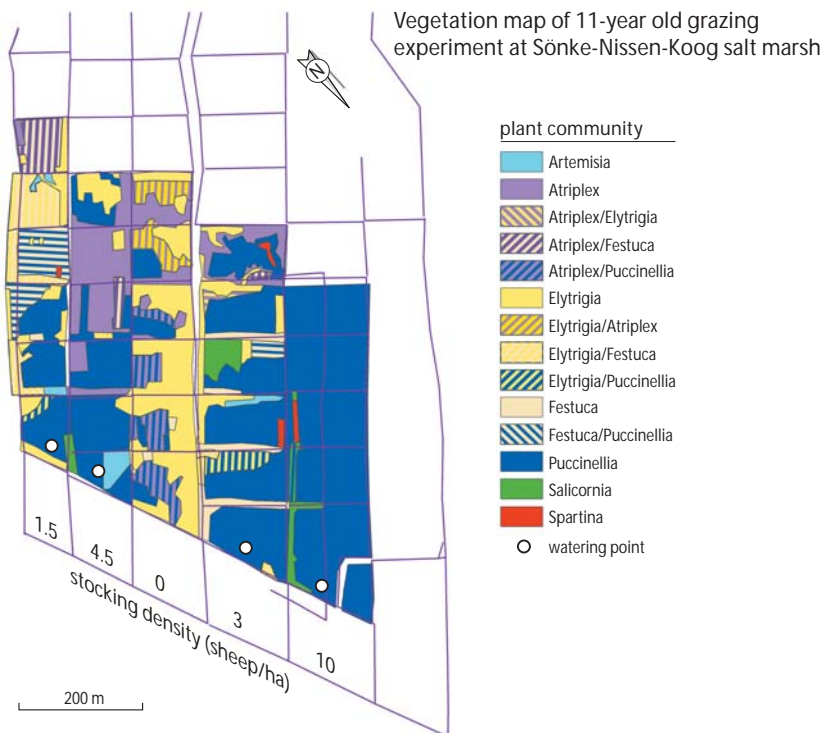 Vegetation map of 11-year old grazing
experiment at Sönke-Nissen-Koog salt marsh
N
plant community
Artemisia
Atriplex
Atriplex/Elytrigia
Atriplex/Festuca
Atriplex/Puccinellia
Elytrigia
Elytrigia/Atriplex
Elytrigia/Festuca
Elytrigia/Puccinellia
Festuca
Festuca/Puccinellia
Puccinellia
Salicornia
Spartina
watering point
1.5
4.5
0
3
10
stocking density (sheep/ha)
200 m